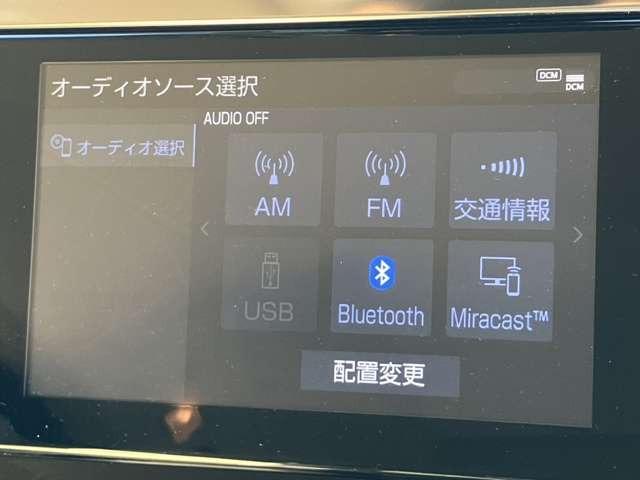 オーディオソース選択
DCM
DCM
AUDIO OFF
オーディオ選択
AM
FM
交通情報
USB
Bluetooth
Miracast™
配置変更